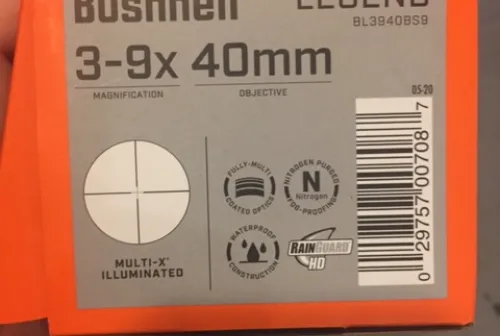 Bushnell
LEGEND
BL3940BS9
3-9x 40mm
MAGNIFICATION
OBJECTIVE
05-20
FULLY-MULTI
COATED OPTICS
NITROGEN PURGED
N
Nitrogen
FOG-PROOFING
WATERPROOF
CONSTRUCTION
RAINGUARD
HD
MULTI-X®
ILLUMINATED
0 29757 00708 7